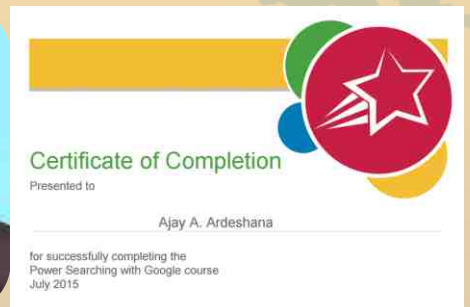 Certificate of Completion
Presented to
Ajay A. Ardeshana
for successfully completing the
Power Searching with Google course
July 2015